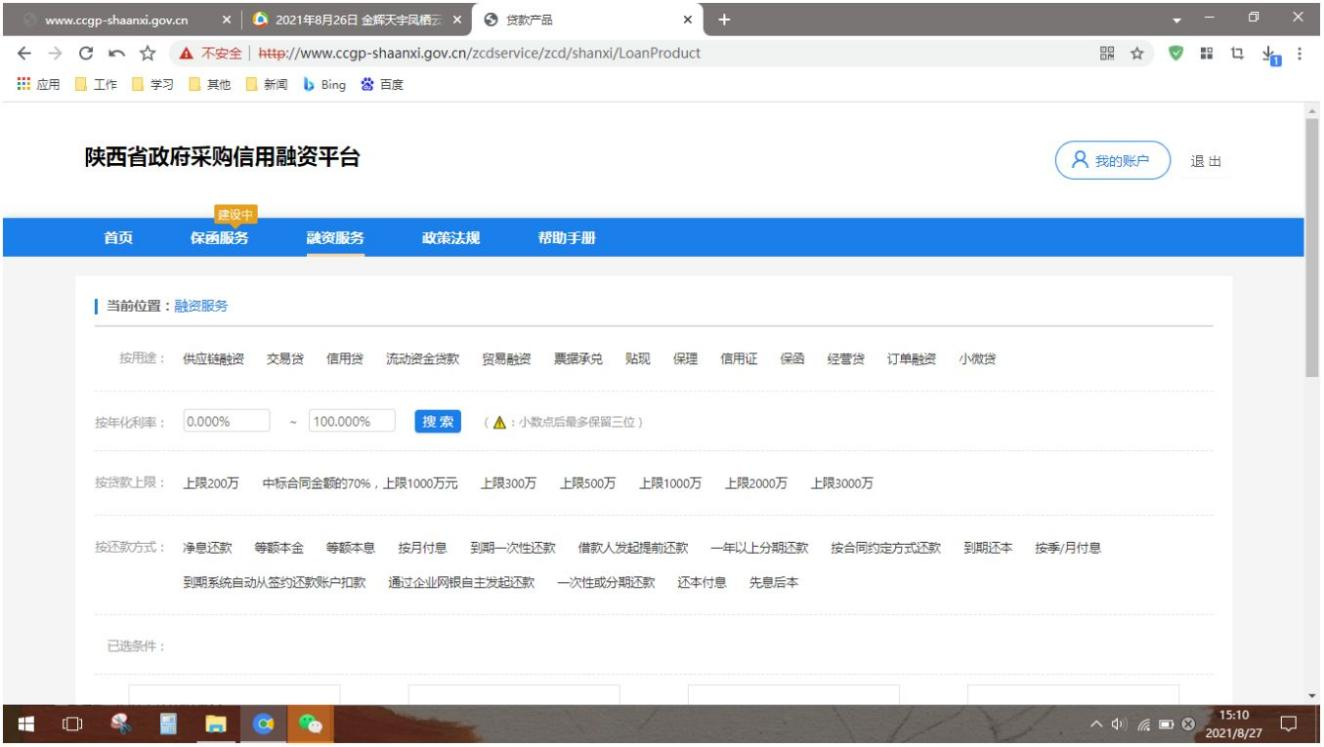 www.ccgp-shaanxi.gov.cn
2021年8月26日 金辉天宇凤栖云
贷款产品
不安全 | http://www.ccgp-shaanxi.gov.cn/zcdservice/zcd/shanxi/LoanProduct
应用 工作 学习 其他 新闻 Bing 百度
陕西省政府采购信用融资平台
我的账户 退出
建设中
首页 保函服务 融资服务 政策法规 帮助手册
当前位置：融资服务
按用途： 供应链融资 交易贷 信用贷 流动资金贷款 贸易融资 票据承兑 贴现 保理 信用证 保函 经营贷 订单融资 小微贷
按年化利率： 0.000% ~ 100.000% 搜索 （ ：小数点后最多保留三位）
按贷款上限： 上限200万 中标合同金额的70%，上限1000万元 上限300万 上限500万 上限1000万 上限2000万 上限3000万
按还款方式： 净息还款 等额本金 等额本息 按月付息 到期一次性还款 借款人发起提前还款 一年以上分期还款 按合同约定方式还款 到期还本 按季/月付息
到期系统自动从签约还款账户扣款 通过企业网银自主发起还款 一次性或分期还款 还本付息 先息后本
已选条件：
15:10
2021/8/27